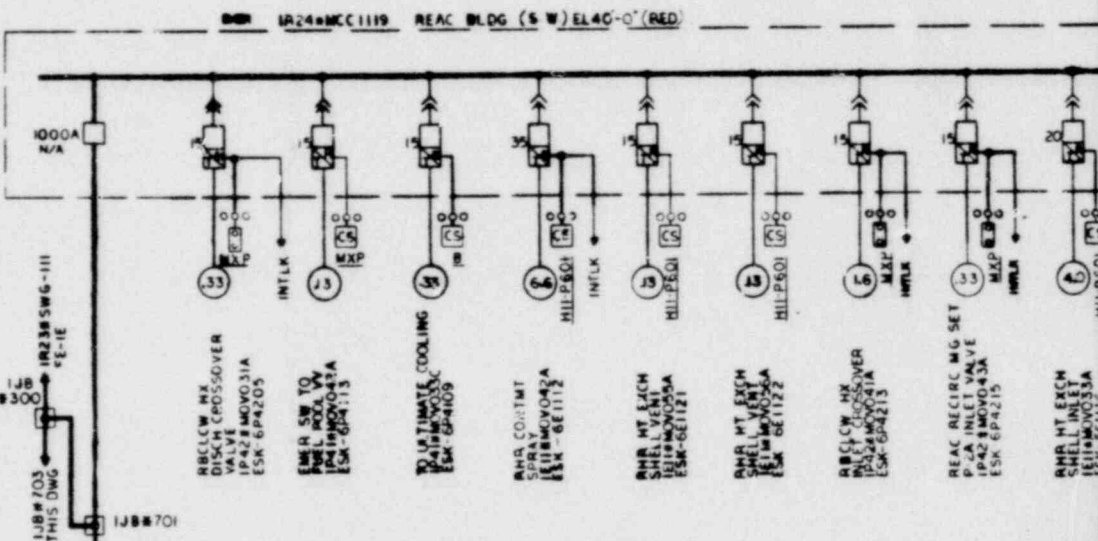 1R24*MCC1119 REAC BLDG (S W) EL 40'-0" (RED)
1000A
N/A
15
15
15
35
15
15
15
15
20
MXP
INTLK
CS
MXP
CS
CS
H11-P601
INTLK
CS
H11-P601
CS
H11-P601
MXP
INTLK
MXP
INTLK
.33
.13
.33
6.6
.13
.13
1.6
.33
4.0
RBCLCW HX
DISCH CROSSOVER
VALVE
1P42*MOV031A
ESK-6P4205
EMER SW TO
FUEL POOL VV
ESK-6P4113
TO ULTIMATE COOLING
ESK-6P4109
RHR CONTMT
SPRAY
1E11*MOV042A
ESK-6E1112
RHR HT EXCH
SHELL VENT
1E11*MOV055A
ESK-6E1121
RHR HT EXCH
SHELL VENT
1E11*MOV056A
ESK 6E1122
RBCLCW HX
INLET CROSSOVER
1P42*MOV041A
ESK-6P4213
REAC RECIRC MG SET
INLET VALVE
1P42*MOV043A
ESK 6P4215
RHR HT EXCH
SHELL INLET
1E11*MOV033A
1R23*SWG-111
FE-1E
1JB
*300
1JB*703
THIS DWG
1JB*701